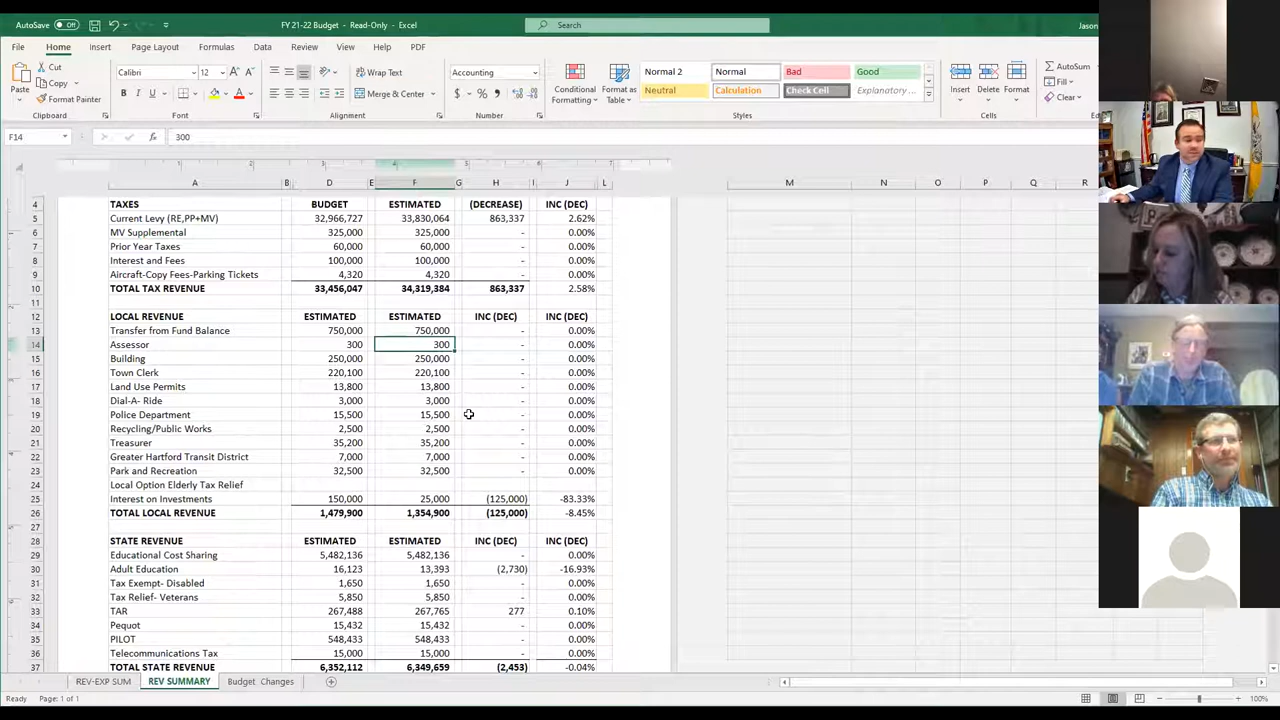 AutoSave Off FY 21-22 Budget - Read-Only - Excel Search Jason
File Home Insert Page Layout Formulas Data Review View Help PDF
Paste Cut Copy Format Painter Clipboard
Calibri 12 B I U Font
Wrap Text Merge & Center Alignment
Accounting $ % Number
Conditional Formatting Format as Table
Normal 2 Normal Bad Good
Neutral Calculation Check Cell Explanatory ...
Styles
Insert Delete Format Cells
AutoSum
Fill
Clear
F14 300
A B D E F G H I J L M N O P Q R
4 TAXES BUDGET ESTIMATED (DECREASE) INC (DEC)
5 Current Levy (RE,PP+MV) 32,966,727 33,830,064 863,337 2.62%
6 MV Supplemental 325,000 325,000 - 0.00%
7 Prior Year Taxes 60,000 60,000 - 0.00%
8 Interest and Fees 100,000 100,000 - 0.00%
9 Aircraft-Copy Fees-Parking Tickets 4,320 4,320 - 0.00%
10 TOTAL TAX REVENUE 33,456,047 34,319,384 863,337 2.58%
11
12 LOCAL REVENUE ESTIMATED ESTIMATED INC (DEC) INC (DEC)
13 Transfer from Fund Balance 750,000 750,000 - 0.00%
14 Assessor 300 300 - 0.00%
15 Building 250,000 250,000 - 0.00%
16 Town Clerk 220,100 220,100 - 0.00%
17 Land Use Permits 13,800 13,800 - 0.00%
18 Dial-A- Ride 3,000 3,000 - 0.00%
19 Police Department 15,500 15,500 - 0.00%
20 Recycling/Public Works 2,500 2,500 - 0.00%
21 Treasurer 35,200 35,200 - 0.00%
22 Greater Hartford Transit District 7,000 7,000 - 0.00%
23 Park and Recreation 32,500 32,500 - 0.00%
24 Local Option Elderly Tax Relief
25 Interest on Investments 150,000 25,000 (125,000) -83.33%
26 TOTAL LOCAL REVENUE 1,479,900 1,354,900 (125,000) -8.45%
27
28 STATE REVENUE ESTIMATED ESTIMATED INC (DEC) INC (DEC)
29 Educational Cost Sharing 5,482,136 5,482,136 - 0.00%
30 Adult Education 16,123 13,393 (2,730) -16.93%
31 Tax Exempt- Disabled 1,650 1,650 - 0.00%
32 Tax Relief- Veterans 5,850 5,850 - 0.00%
33 TAR 267,488 267,765 277 0.10%
34 Pequot 15,432 15,432 - 0.00%
35 PILOT 548,433 548,433 - 0.00%
36 Telecommunications Tax 15,000 15,000 - 0.00%
37 TOTAL STATE REVENUE 6,352,112 6,349,659 (2,453) -0.04%
REV-EXP SUM REV SUMMARY Budget Changes
Ready Page: 1 of 1 100%